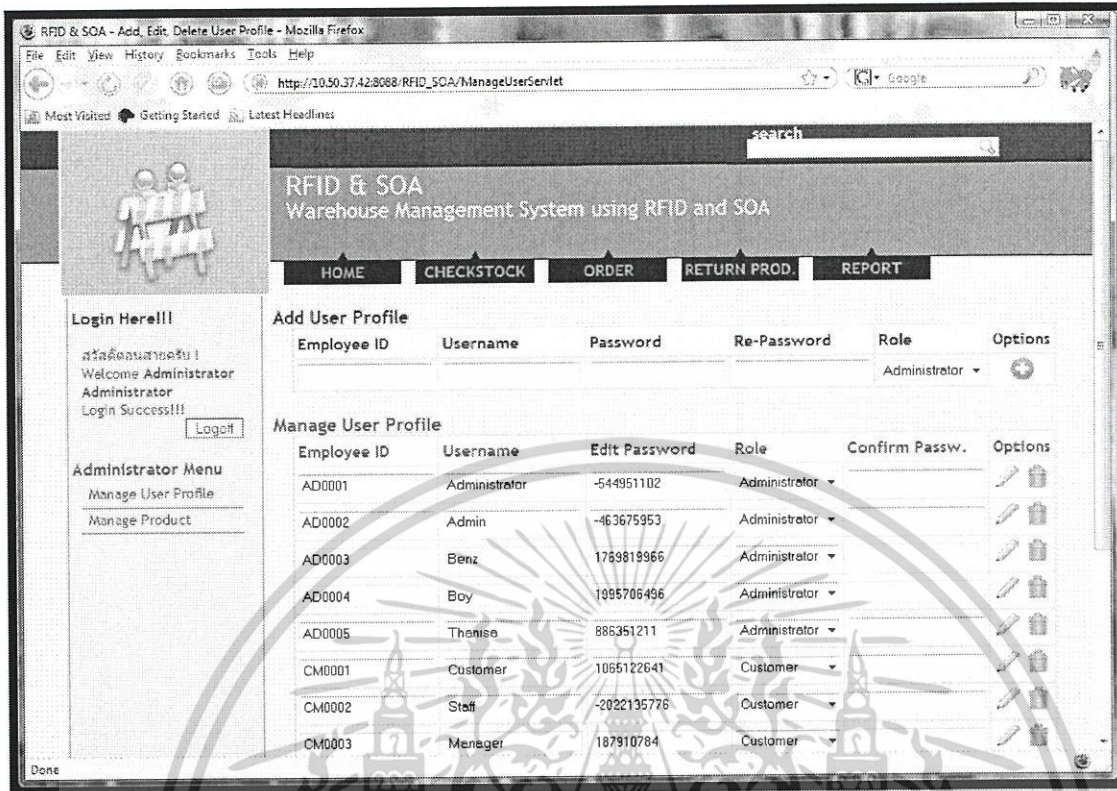 RFID & SOA - Add, Edit, Delete User Profile - Mozilla Firefox
File Edit View History Bookmarks Tools Help
http://10.50.37.42:8088/RFID_SOA/ManageUserServlet
Google
Most Visited Getting Started Latest Headlines
search
RFID & SOA
Warehouse Management System using RFID and SOA
HOME CHECKSTOCK ORDER RETURN PROD. REPORT
Login Here!!!
สวัสดีตอนสายครับ !
Welcome Administrator
Administrator
Login Success!!!
Logoff
Administrator Menu
Manage User Profile
Manage Product
Add User Profile
Employee ID Username Password Re-Password Role Options
Administrator
Manage User Profile
Employee ID Username Edit Password Role Confirm Passw. Options
AD0001 Administrator -544951102 Administrator
AD0002 Admin -463675953 Administrator
AD0003 Benz 1769819966 Administrator
AD0004 Boy 1995706496 Administrator
AD0005 Thanisa 886351211 Administrator
CM0001 Customer 1065122641 Customer
CM0002 Staff -2022135776 Customer
CM0003 Manager 187910784 Customer
Done